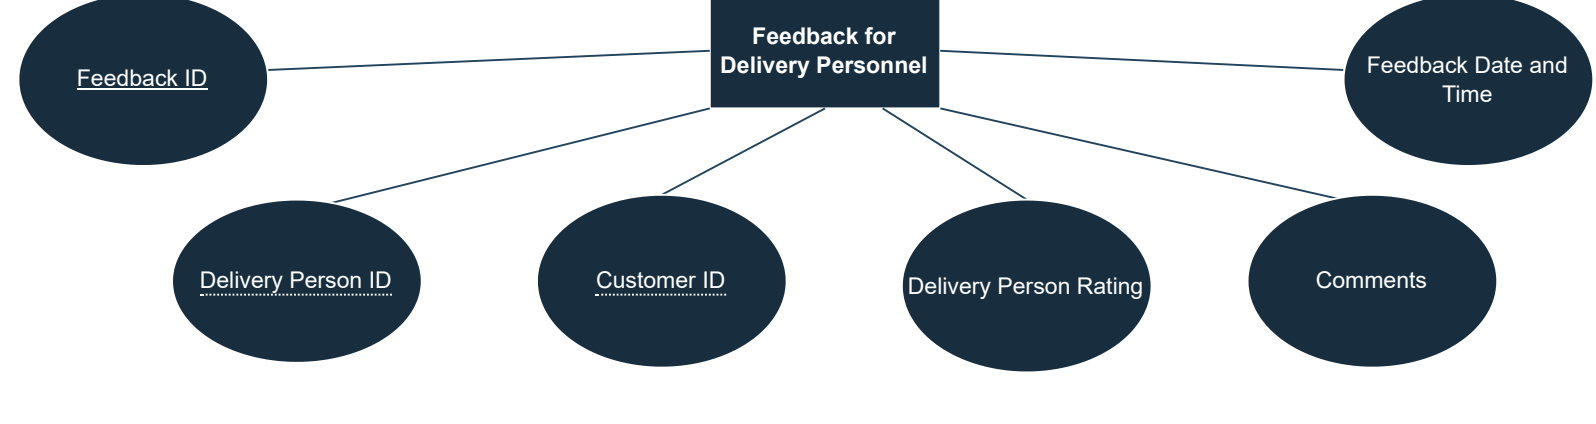 Feedback for
Delivery Personnel
Feedback ID
Feedback Date and
Time
Delivery Person ID
Customer ID
Delivery Person Rating
Comments